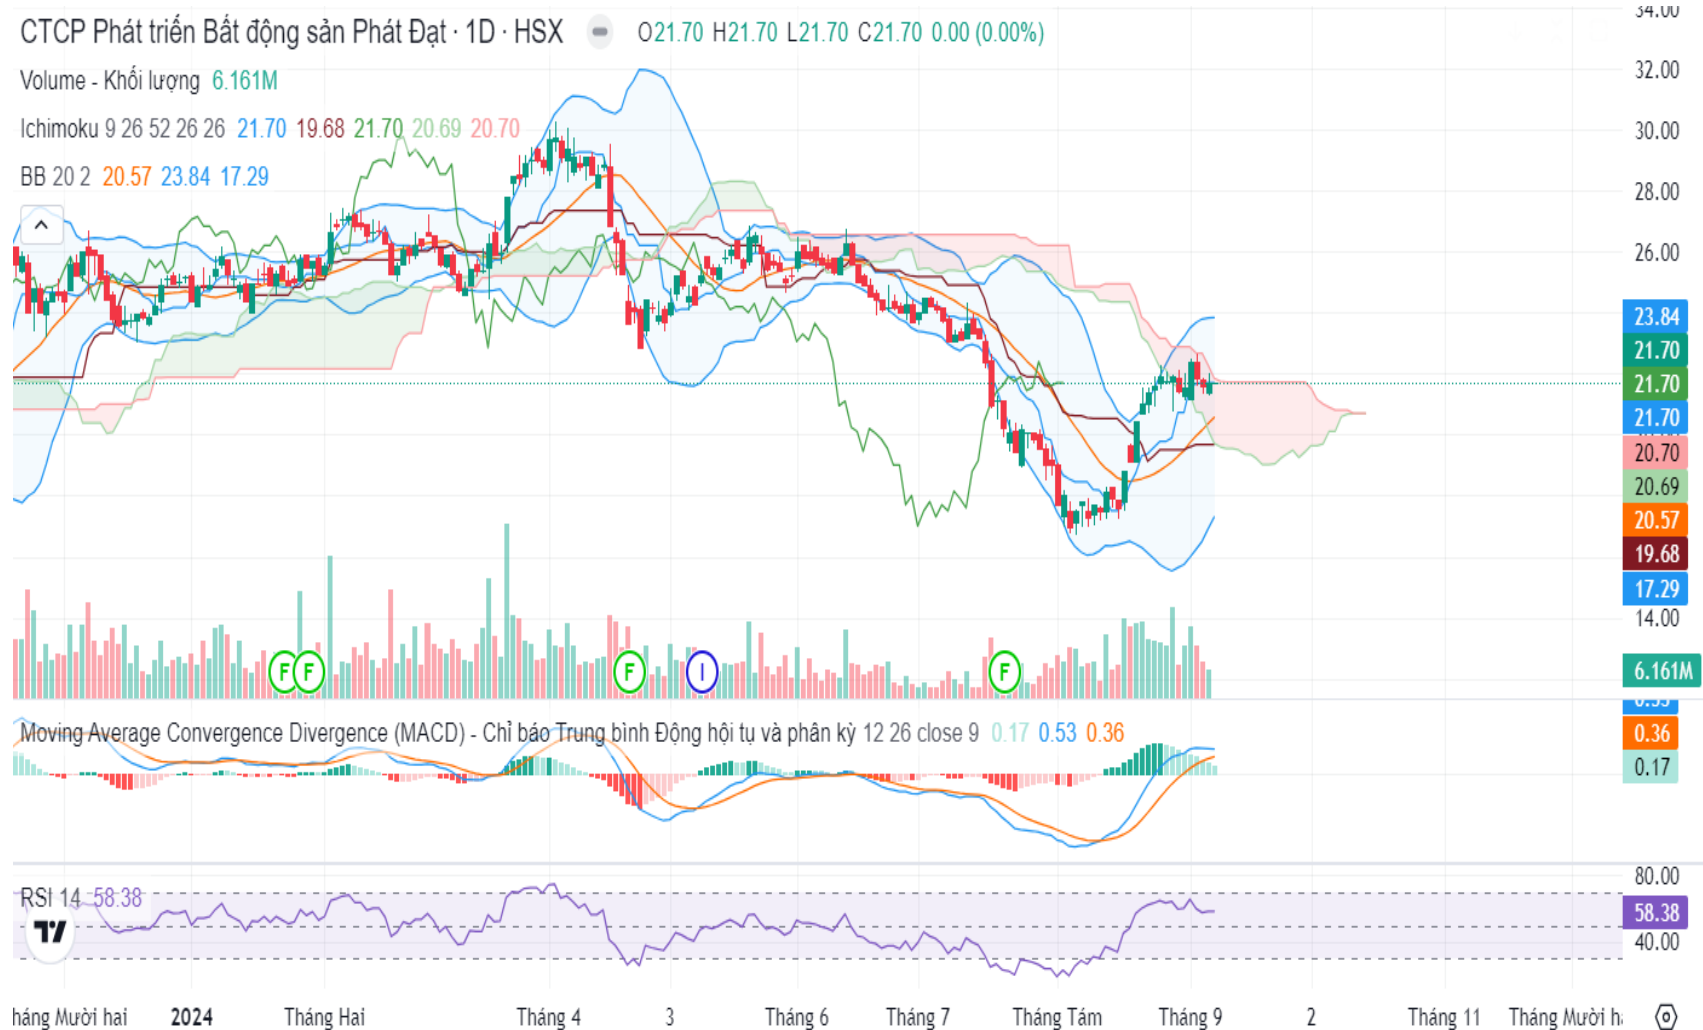 CTCP Phát triển Bất động sản Phát Đạt · 1D · HSX O21.70 H21.70 L21.70 C21.70 0.00 (0.00%)
Volume - Khối lượng 6.161M
Ichimoku 9 26 52 26 26 21.70 19.68 21.70 20.69 20.70
BB 20 2 20.57 23.84 17.29
34.00
32.00
30.00
28.00
26.00
23.84
21.70
21.70
21.70
20.70
20.69
20.57
19.68
17.29
14.00
6.161M
F F F I F
Moving Average Convergence Divergence (MACD) - Chỉ báo Trung bình Động hội tụ và phân kỳ 12 26 close 9 0.17 0.53 0.36
0.53
0.36
0.17
RSI 14 58.38
80.00
58.38
40.00
háng Mười hai 2024 Tháng Hai Tháng 4 3 Tháng 6 Tháng 7 Tháng Tám Tháng 9 2 Tháng 11 Tháng Mười h